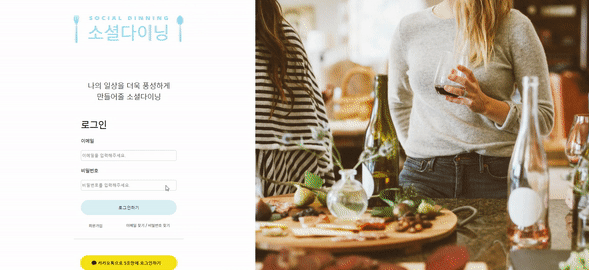 SOCIAL DINNING
소셜다이닝
나의 일상을 더욱 풍성하게
만들어줄 소셜다이닝
로그인
이메일
이메일을 입력해주세요
비밀번호
비밀번호를 입력해주세요
로그인하기
회원가입 이메일 찾기 / 비밀번호 찾기
카카오톡으로 5초만에 로그인하기